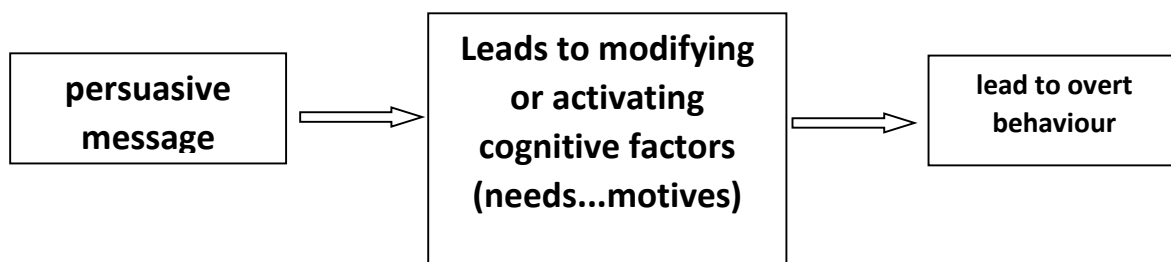 persuasive
message
Leads to modifying
or activating
cognitive factors
(needs...motives)
lead to overt
behaviour